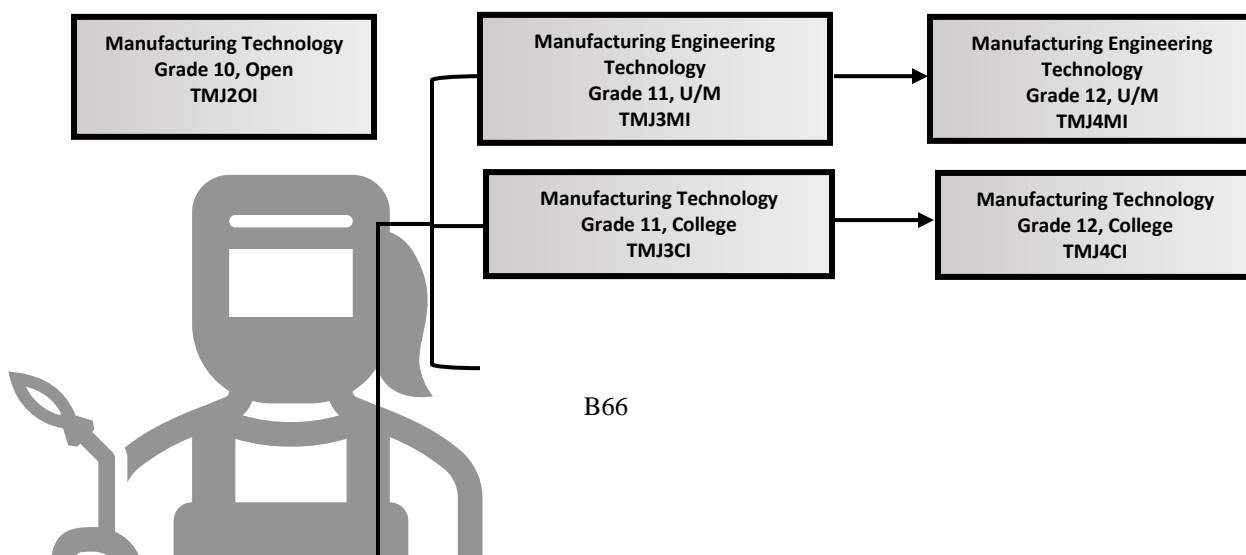 Manufacturing Technology
Grade 10, Open
TMJ2OI
Manufacturing Engineering
Technology
Grade 11, U/M
TMJ3MI
Manufacturing Engineering
Technology
Grade 12, U/M
TMJ4MI
Manufacturing Technology
Grade 11, College
TMJ3CI
Manufacturing Technology
Grade 12, College
TMJ4CI
B66